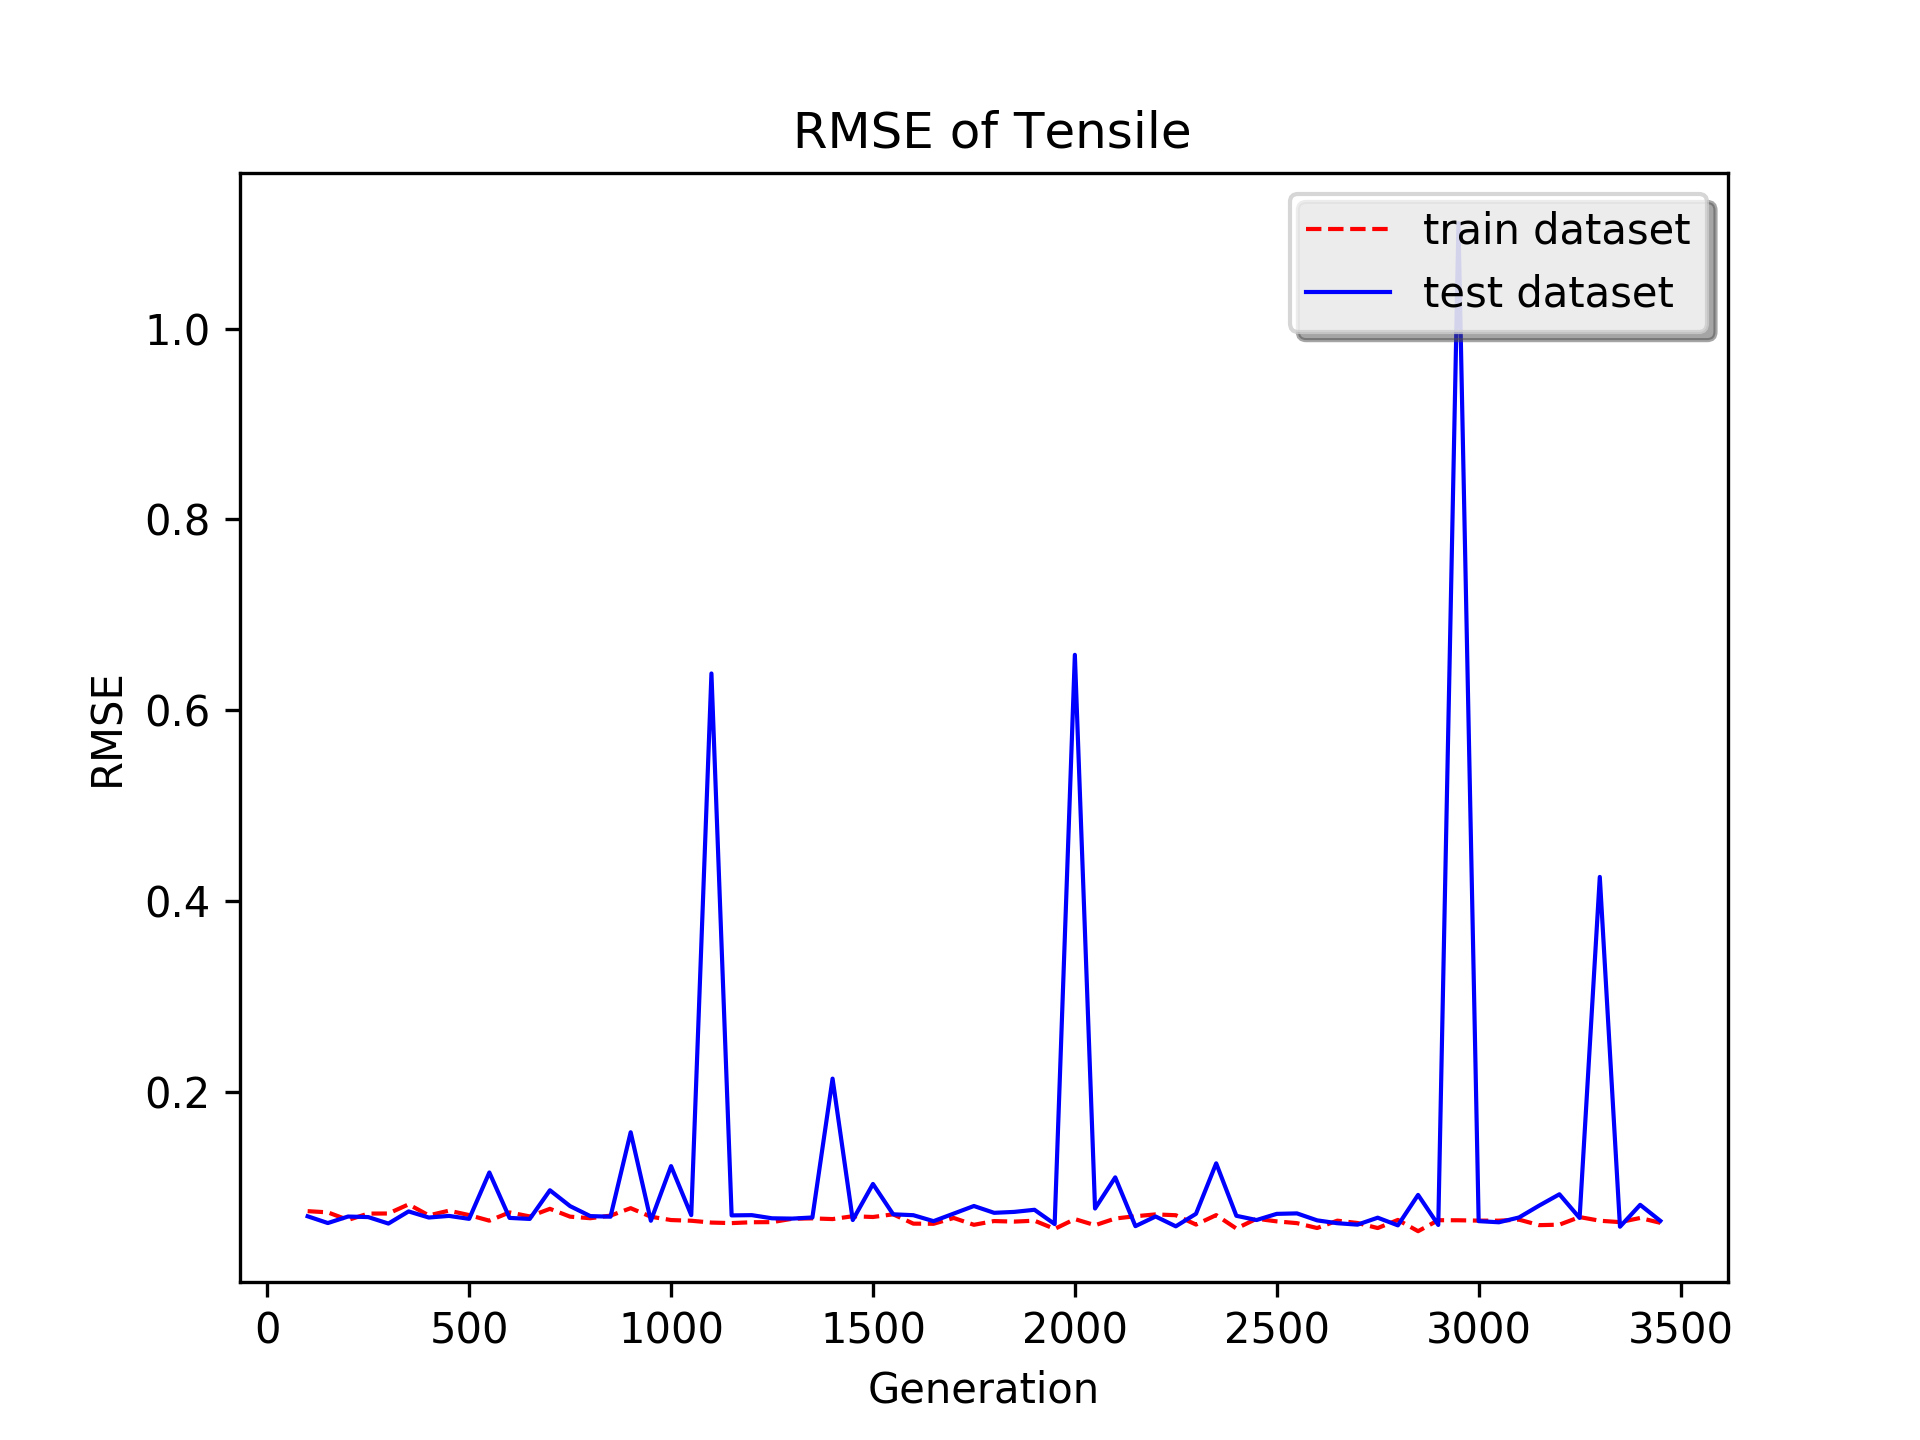 RMSE of Tensile
train dataset
test dataset
1.0
0.8
0.6
0.4
0.2
RMSE
0 500 1000 1500 2000 2500 3000 3500
Generation